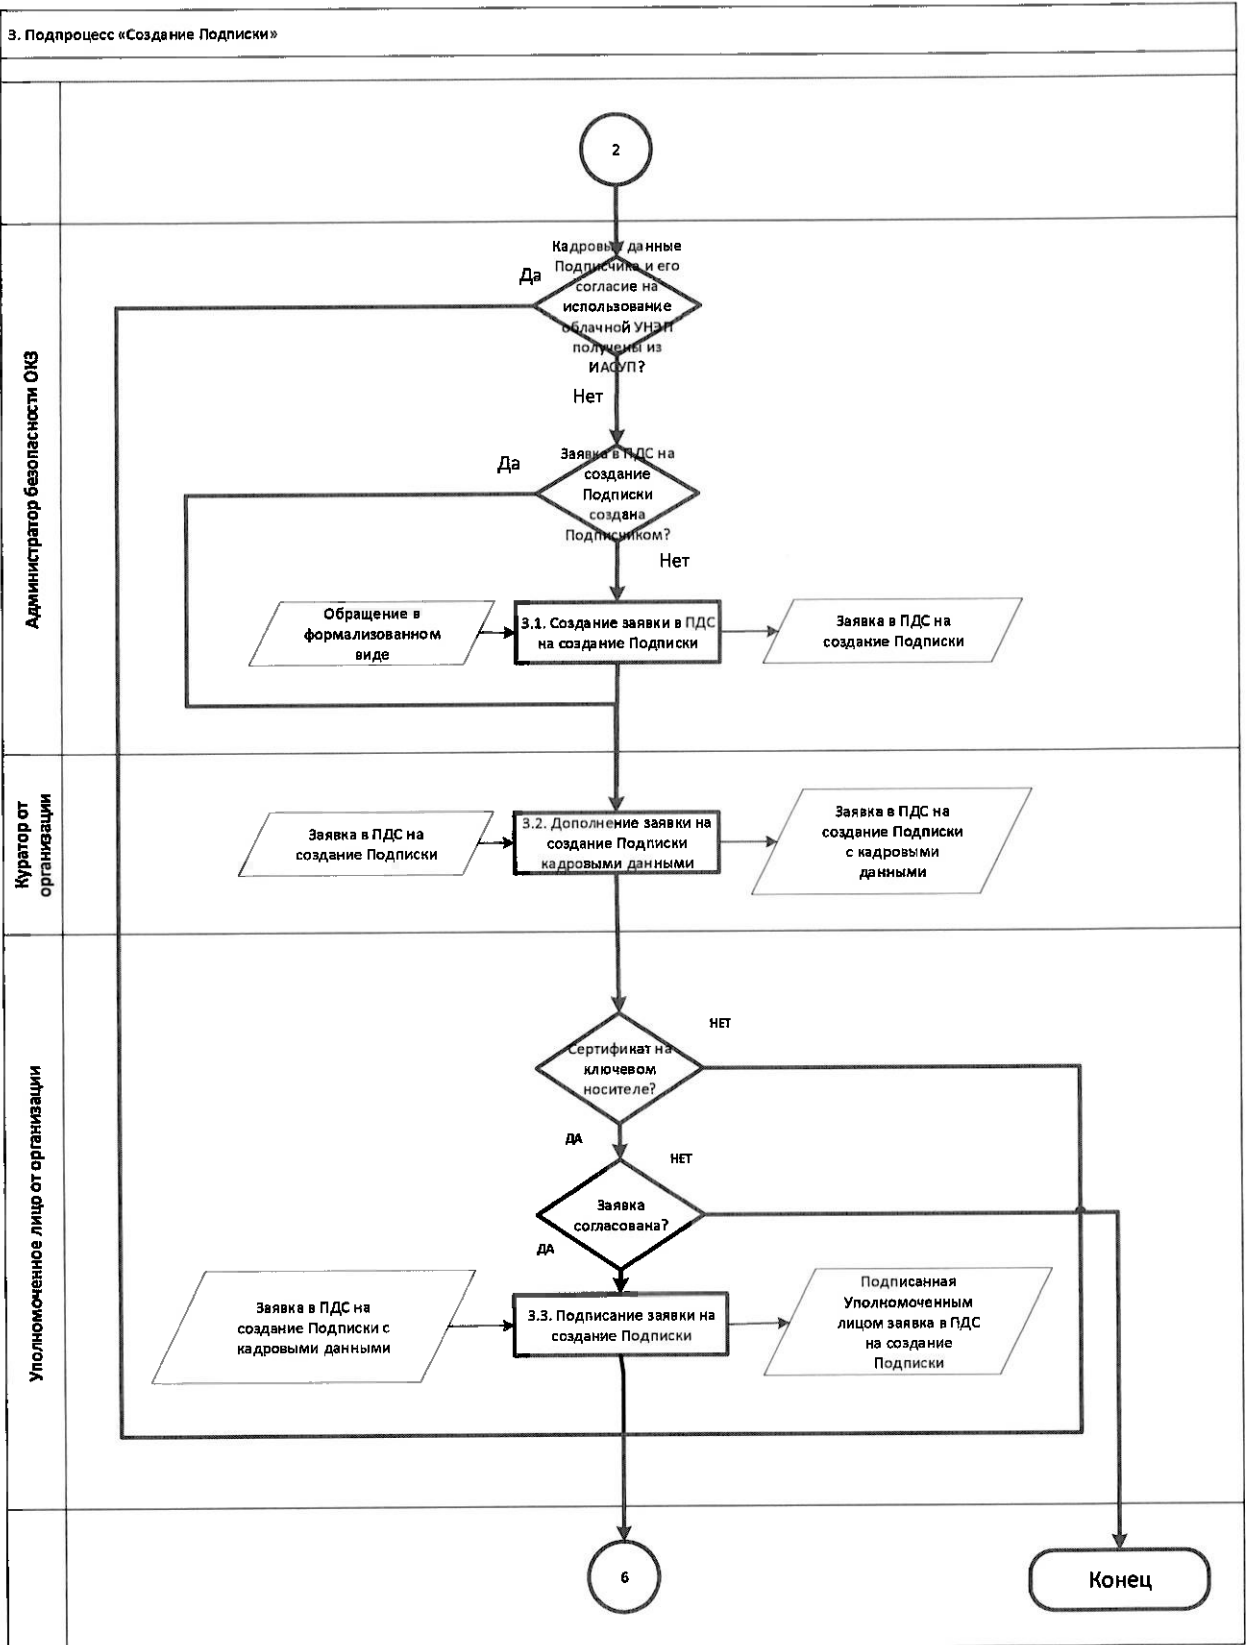 3. Подпроцесс «Создание Подписки»
2
Администратор безопасности ОКЗ
Кадровые данные
Подписчика и его
согласие на
использование
облачной УНЭП
получены из
ИАСУП?
Да
Нет
Заявка в ПДС на
создание
Подписки
создана
Подписчиком?
Да
Нет
Обращение в
формализованном
виде
3.1. Создание заявки в ПДС
на создание Подписки
Заявка в ПДС на
создание Подписки
Куратор от
организации
Заявка в ПДС на
создание Подписки
3.2. Дополнение заявки на
создание Подписки
кадровыми данными
Заявка в ПДС на
создание Подписки
с кадровыми
данными
Уполномоченное лицо от организации
НЕТ
Сертификат на
ключевом
носителе?
ДА
НЕТ
Заявка
согласована?
ДА
Заявка в ПДС на
создание Подписки с
кадровыми данными
3.3. Подписание заявки на
создание Подписки
Подписанная
Уполномоченным
лицом заявка в ПДС
на создание
Подписки
6
Конец